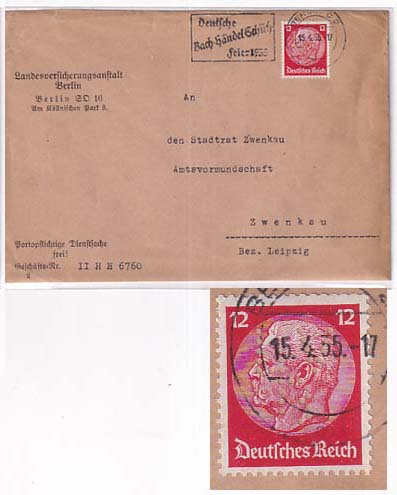 Deutsche
Bach-Händel-Schütz
Feier 1935
15.4.35.-17
12 12
Deutsches Reich
Landesversicherungsanstalt
Berlin
Berlin SO 16
Am Köllnischen Park 3.
An
den Stadtrat Zwenkau
Amtsvormundschaft
Zwenkau
Bez. Leipzig
Portopflichtige Dienstsache
frei!
Geschäfts-Nr. II H H 6760
12 12
15.4.35.-17
Deutsches Reich